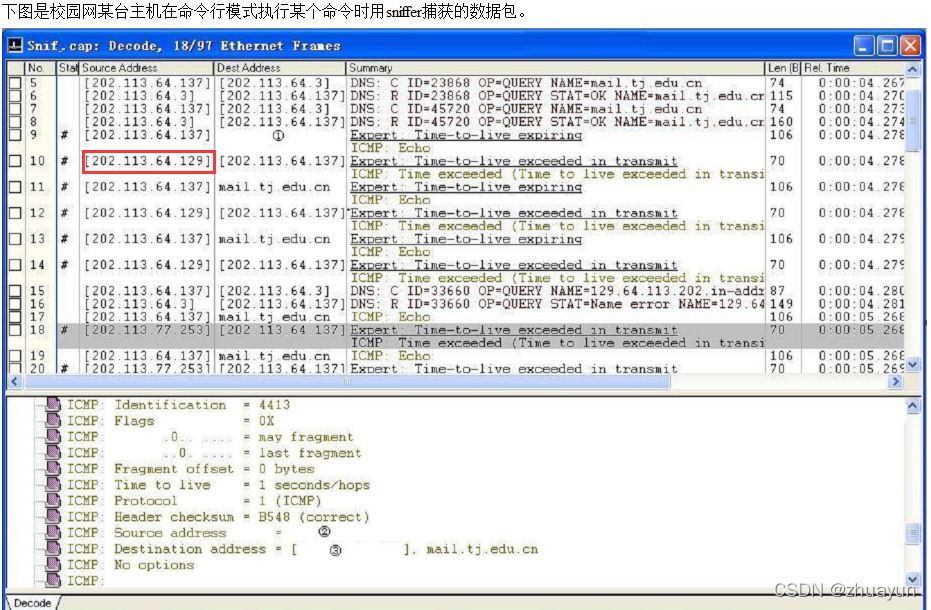 下图是校园网某台主机在命令行模式执行某个命令时用sniffer捕获的数据包。
Snif.cap: Decode, 18/97 Ethernet Frames
No. Stat Source Address Dest Address Summary Len (B Rel. Time
5 [202.113.64.137] [202.113.64.3] DNS: C ID=23868 OP=QUERY NAME=mail.tj.edu.cn 74 0:00:04.267
6 [202.113.64.3] [202.113.64.137] DNS: R ID=23868 OP=QUERY STAT=OK NAME=mail.tj.edu.cn 115 0:00:04.270
7 [202.113.64.137] [202.113.64.3] DNS: C ID=45720 OP=QUERY NAME=mail.tj.edu.cn 74 0:00:04.273
8 [202.113.64.3] [202.113.64.137] DNS: R ID=45720 OP=QUERY STAT=OK NAME=mail.tj.edu.cn 160 0:00:04.274
9 # [202.113.64.137] ① Expert: Time-to-live expiring 106 0:00:04.278
ICMP: Echo
10 # [202.113.64.129] [202.113.64.137] Expert: Time-to-live exceeded in transmit 70 0:00:04.278
ICMP: Time exceeded (Time to live exceeded in transi
11 # [202.113.64.137] mail.tj.edu.cn Expert: Time-to-live expiring 106 0:00:04.278
ICMP: Echo
12 # [202.113.64.129] [202.113.64.137] Expert: Time-to-live exceeded in transmit 70 0:00:04.278
ICMP: Time exceeded (Time to live exceeded in transi
13 # [202.113.64.137] mail.tj.edu.cn Expert: Time-to-live expiring 106 0:00:04.279
ICMP: Echo
14 # [202.113.64.129] [202.113.64.137] Expert: Time-to-live exceeded in transmit 70 0:00:04.279
ICMP: Time exceeded (Time to live exceeded in transi
15 [202.113.64.137] [202.113.64.3] DNS: C ID=33660 OP=QUERY NAME=129.64.113.202.in-addr 87 0:00:04.280
16 [202.113.64.3] [202.113.64.137] DNS: R ID=33660 OP=QUERY STAT=Name error NAME=129.64 149 0:00:04.281
17 [202.113.64.137] mail.tj.edu.cn ICMP: Echo 106 0:00:05.268
18 # [202.113.77.253] [202.113.64.137] Expert: Time-to-live exceeded in transmit 70 0:00:05.268
ICMP: Time exceeded (Time to live exceeded in transi
19 [202.113.64.137] mail.tj.edu.cn ICMP: Echo 106 0:00:05.268
20 # [202.113.77.253] [202.113.64.137] Expert: Time-to-live exceeded in transmit 70 0:00:05.269
ICMP: Identification = 4413
ICMP: Flags = 0X
ICMP: .0.. .... = may fragment
ICMP: ..0. .... = last fragment
ICMP: Fragment offset = 0 bytes
ICMP: Time to live = 1 seconds/hops
ICMP: Protocol = 1 (ICMP)
ICMP: Header checksum = B548 (correct)
ICMP: Source address = ②
ICMP: Destination address = [ ③ ], mail.tj.edu.cn
ICMP: No options
ICMP:
Decode
CSDN @zhuayun